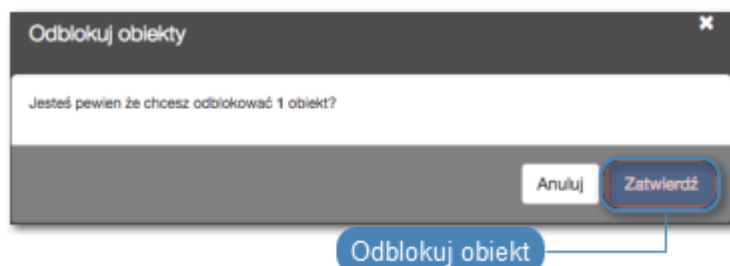 Odblokuj obiekty
Jesteś pewien że chcesz odblokować 1 obiekt?
Anuluj Zatwierdź
Odblokuj obiekt